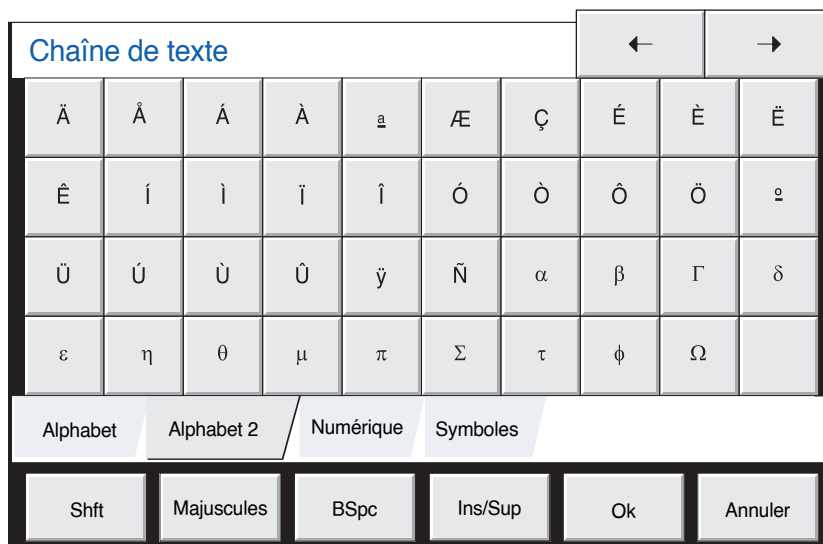 Chaîne de texte ← →
Ä Å Á À ª Æ Ç É È Ë
Ê Í Ì Ï Î Ó Ò Ô Ö º
Ü Ú Ù Û ÿ Ñ α β Γ δ
ε η θ μ π Σ τ ϕ Ω
Alphabet Alphabet 2 Numérique Symboles
Shft Majuscules BSpc Ins/Sup Ok Annuler